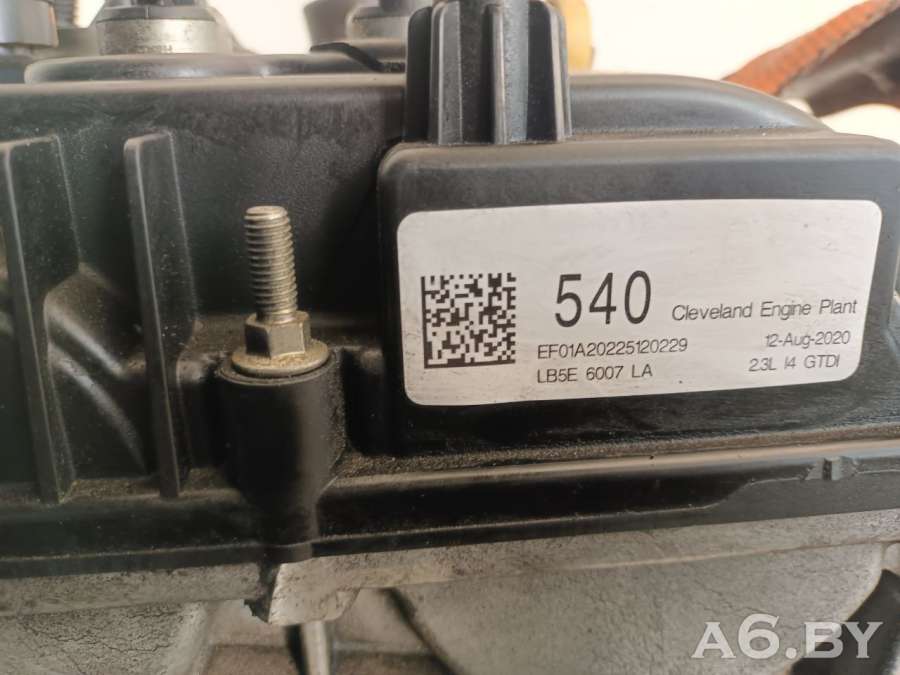 540 Cleveland Engine Plant
EF01A20225120229 12-Aug-2020
LB5E 6007 LA 2.3L I4 GTDI
A6.BY